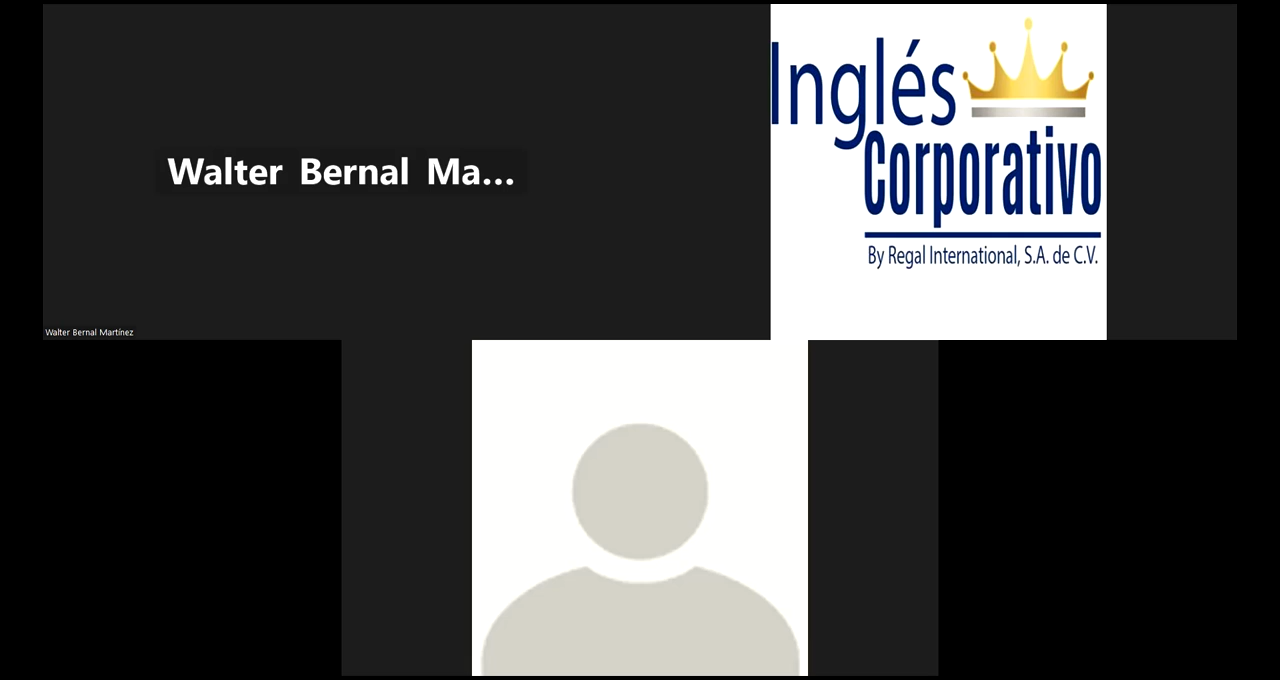 Walter Bernal Ma...
Walter Bernal Martínez
Inglés
Corporativo
By Regal International, S.A. de C.V.